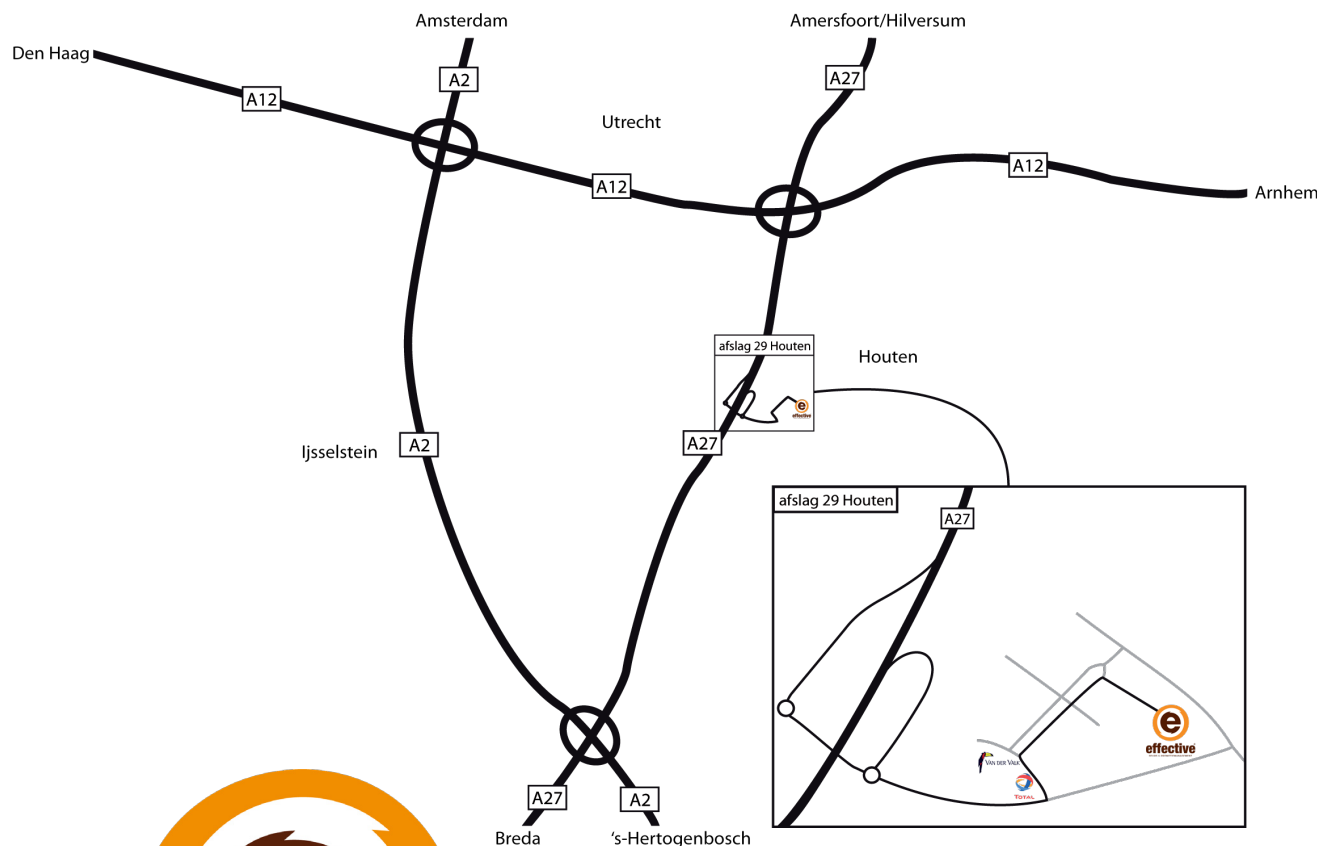 Amsterdam
Amersfoort/Hilversum
Den Haag
A2
A27
A12
Utrecht
A12
A12
Arnhem
afslag 29 Houten
Houten
e
effective
A27
Ijsselstein
A2
afslag 29 Houten
A27
e
effective
VAN DER VALK
TOTAL
A27
A2
Breda
‘s-Hertogenbosch